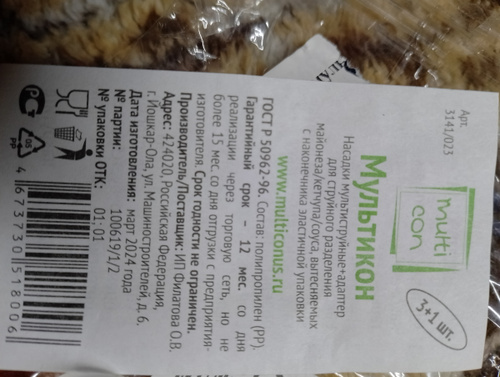 Арт.
3141/023
multi
con
3+1 шт.
Мультикон
Насадки мультиструйные+адаптер
для струйного разделения
майонеза/кетчупа/соуса, вытесняемых
с наконечника эластичной упаковки
www.multiconus.ru
ГОСТ Р 50962-96. Состав: полипропилен (PP).
Гарантийный срок – 12 мес. со дня
реализации через торговую сеть, но не
более 15 мес. со дня отгрузки с предприятия-
изготовителя. Срок годности не ограничен.
Производитель/Поставщик: ИП Филатова О.В.
Адрес: 424020, Российская Федерация,
г. Йошкар-Ола, ул. Машиностроителей, д. 6.
Дата изготовления: март 2024 года
№ партии: 100619/1/2
№ упаковки ОТК: 01; 01
05
PP
4 673730 518006